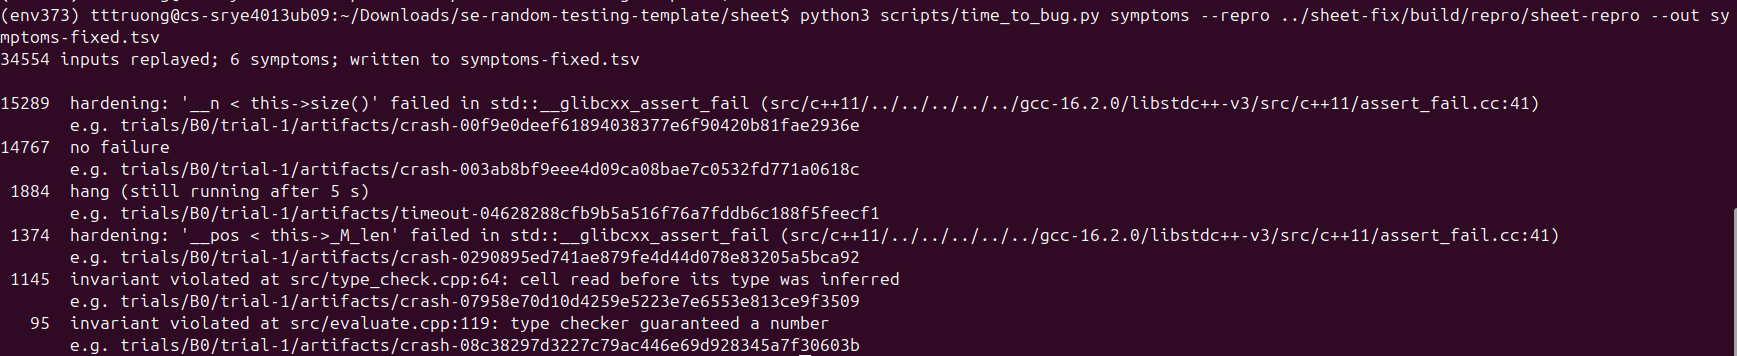 (env373) tttruong@cs-srye4013ub09:~/Downloads/se-random-testing-template/sheet$ python3 scripts/time_to_bug.py symptoms --repro ../sheet-fix/build/repro/sheet-repro --out sy
mptoms-fixed.tsv
34554 inputs replayed; 6 symptoms; written to symptoms-fixed.tsv
15289  hardening: '__n < this->size()' failed in std::__glibcxx_assert_fail (src/c++11/../../../../../gcc-16.2.0/libstdc++-v3/src/c++11/assert_fail.cc:41)
       e.g. trials/B0/trial-1/artifacts/crash-00f9e0deef61894038377e6f90420b81fae2936e
14767  no failure
       e.g. trials/B0/trial-1/artifacts/crash-003ab8bf9eee4d09ca08bae7c0532fd771a0618c
 1884  hang (still running after 5 s)
       e.g. trials/B0/trial-1/artifacts/timeout-04628288cfb9b5a516f76a7fddb6c188f5feecf1
 1374  hardening: '__pos < this->_M_len' failed in std::__glibcxx_assert_fail (src/c++11/../../../../../gcc-16.2.0/libstdc++-v3/src/c++11/assert_fail.cc:41)
       e.g. trials/B0/trial-1/artifacts/crash-0290895ed741ae879fe4d44d078e83205a5bca92
 1145  invariant violated at src/type_check.cpp:64: cell read before its type was inferred
       e.g. trials/B0/trial-1/artifacts/crash-07958e70d10d4259e5223e7e6553e813ce9f3509
   95  invariant violated at src/evaluate.cpp:119: type checker guaranteed a number
       e.g. trials/B0/trial-1/artifacts/crash-08c38297d3227c79ac446e69d928345a7f30603b